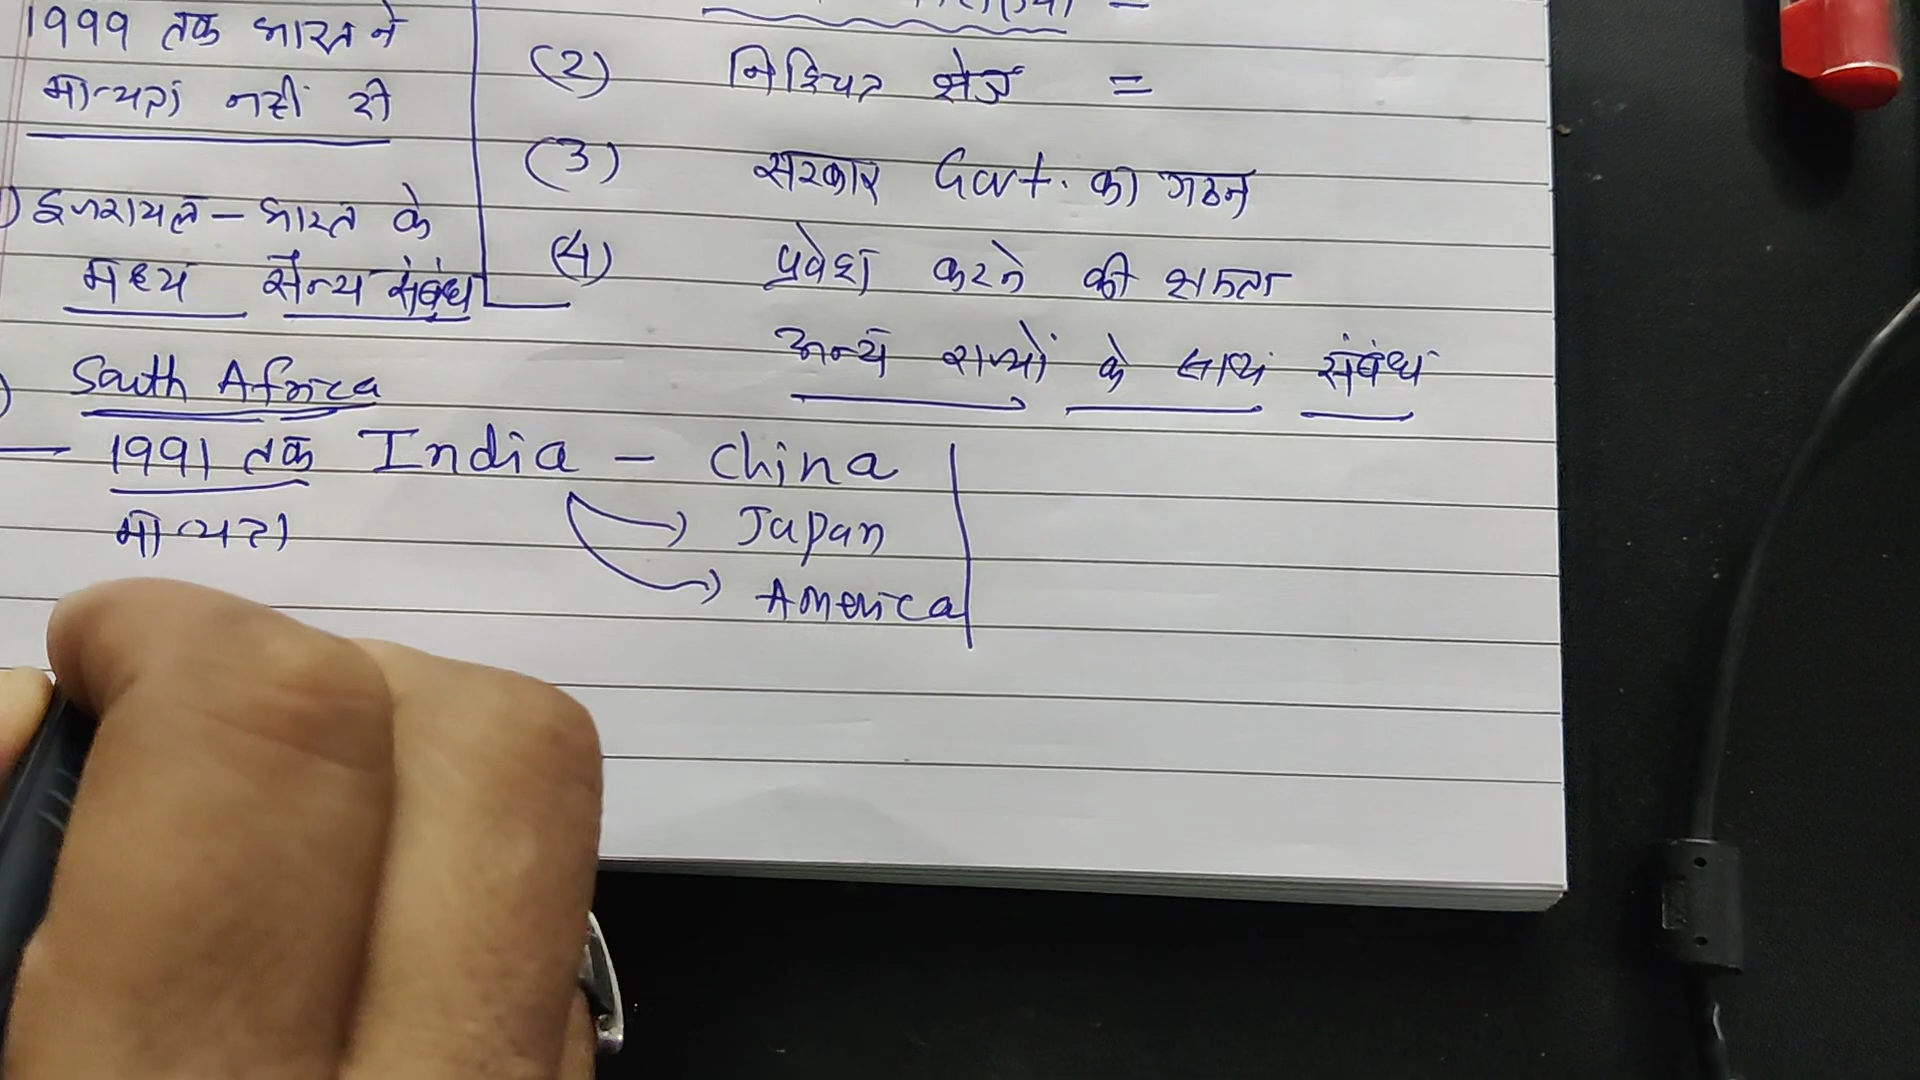 1999 तक भारत ने
मान्यता नहीं दी
इजरायल – भारत के
मध्य सैन्य संबंध
South Africa
— 1991 तक
मान्यता
(2) निश्चित क्षेत्र =
(3) सरकार Govt. का गठन
(4) प्रवेश करने की क्षमता
अन्य राज्यों के साथ संबंध
India – China
Japan
America